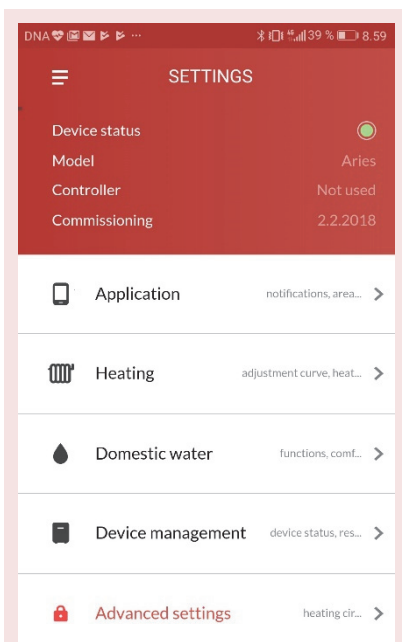 DNA ... 4G 39 % 8.59
SETTINGS
Device status
Model Aries
Controller Not used
Commissioning 2.2.2018
Application notifications, area...
Heating adjustment curve, heat...
Domestic water functions, comf...
Device management device status, res...
Advanced settings heating cir...